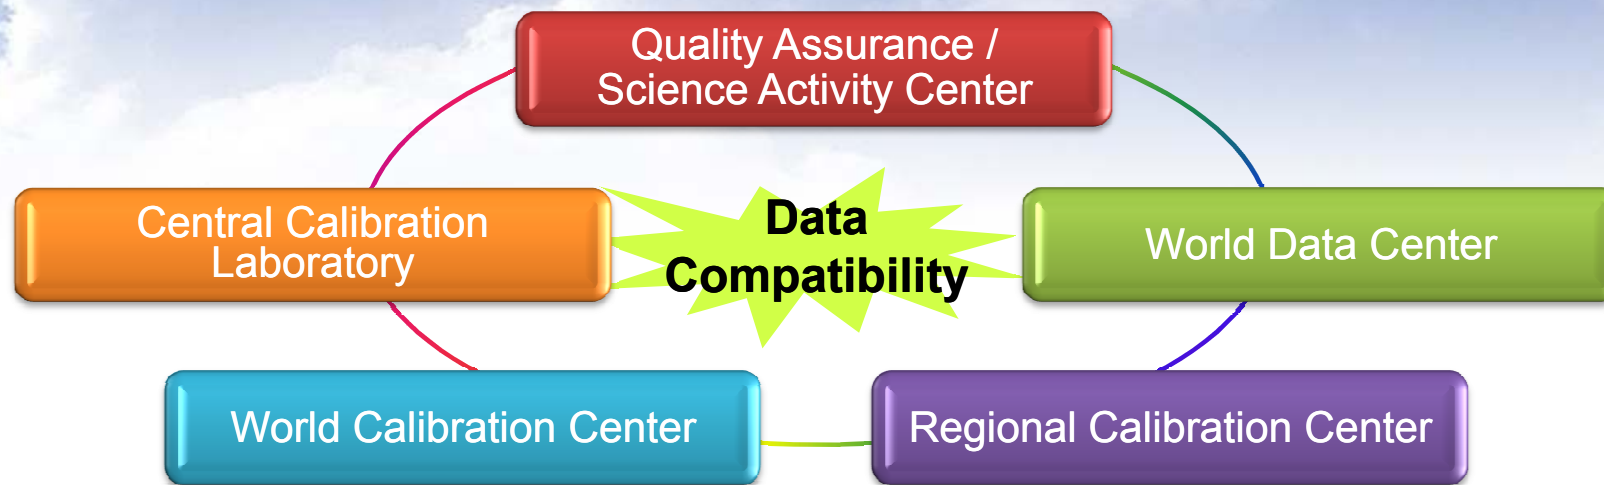 Quality Assurance /
Science Activity Center
Central Calibration
Laboratory
Data
Compatibility
World Data Center
World Calibration Center
Regional Calibration Center